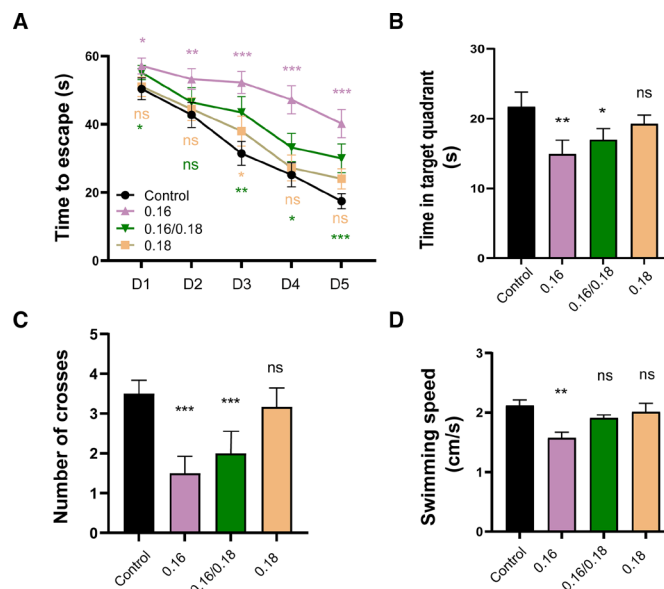 A
Time to escape (s)
60
40
20
0
* ** *** *** ***
ns
*
ns
ns
*
**
ns
*
ns
***
Control
0.16
0.16/0.18
0.18
D1 D2 D3 D4 D5
B
Time in target quadrant
(s)
30
20
10
0
** * ns
Control 0.16 0.16/0.18 0.18
C
Number of crosses
5
4
3
2
1
0
*** *** ns
Control 0.16 0.16/0.18 0.18
D
Swimming speed
(cm/s)
3
2
1
0
** ns ns
Control 0.16 0.16/0.18 0.18